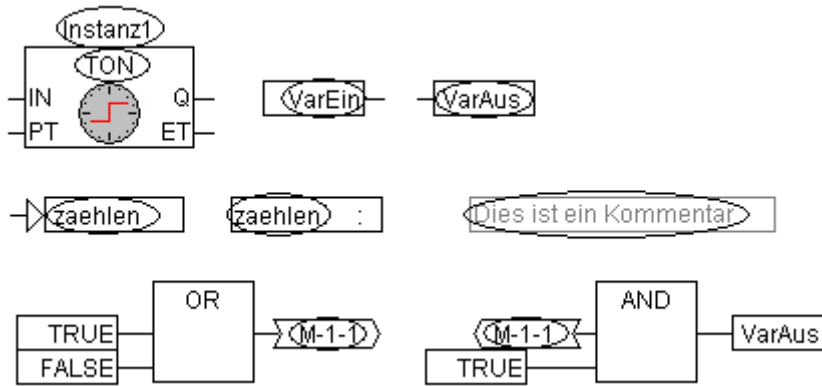 Instanz1
TON
IN Q
PT ET
VarEin VarAus
zaehlen zaehlen : Dies ist ein Kommentar
OR AND
TRUE M-1-1 M-1-1 VarAus
FALSE TRUE